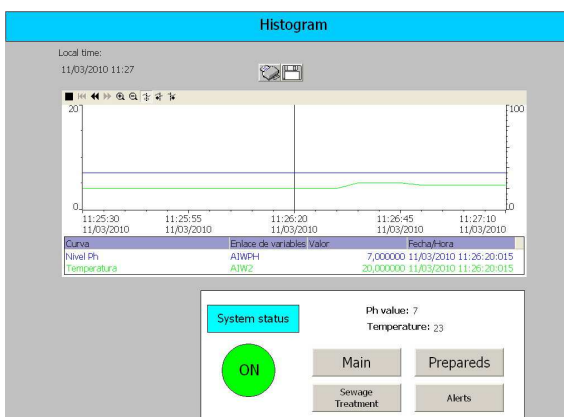 Histogram
Local time:
11/03/2010 11:27
20
100
0
0
11:25:30 11:25:55 11:26:20 11:26:45 11:27:10
11/03/2010 11/03/2010 11/03/2010 11/03/2010 11/03/2010
Curva Enlace de variables Valor Fecha/Hora
Nivel Ph AIWPH 7,000000 11/03/2010 11:26:20:015
Temperatura AIW2 20,000000 11/03/2010 11:26:20:015
System status
Ph value: 7
Temperature: 23
ON
Main
Prepareds
Sewage
Treatment
Alerts